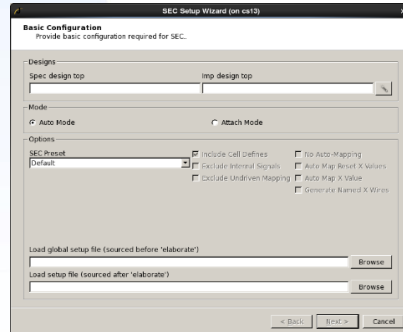 SEC Setup Wizard (on cs13)
Basic Configuration
Provide basic configuration required for SEC.
Designs
Spec design top
Imp design top
Mode
Auto Mode
Attach Mode
Options
SEC Preset
Default
Include Cell Defines
Exclude Internal Signals
Exclude Undriven Mapping
No Auto-Mapping
Auto Map Reset X Values
Auto Map X Value
Generate Named X Wires
Load global setup file (sourced before 'elaborate')
Browse
Load setup file (sourced after 'elaborate')
Browse
< Back
Next >
Cancel